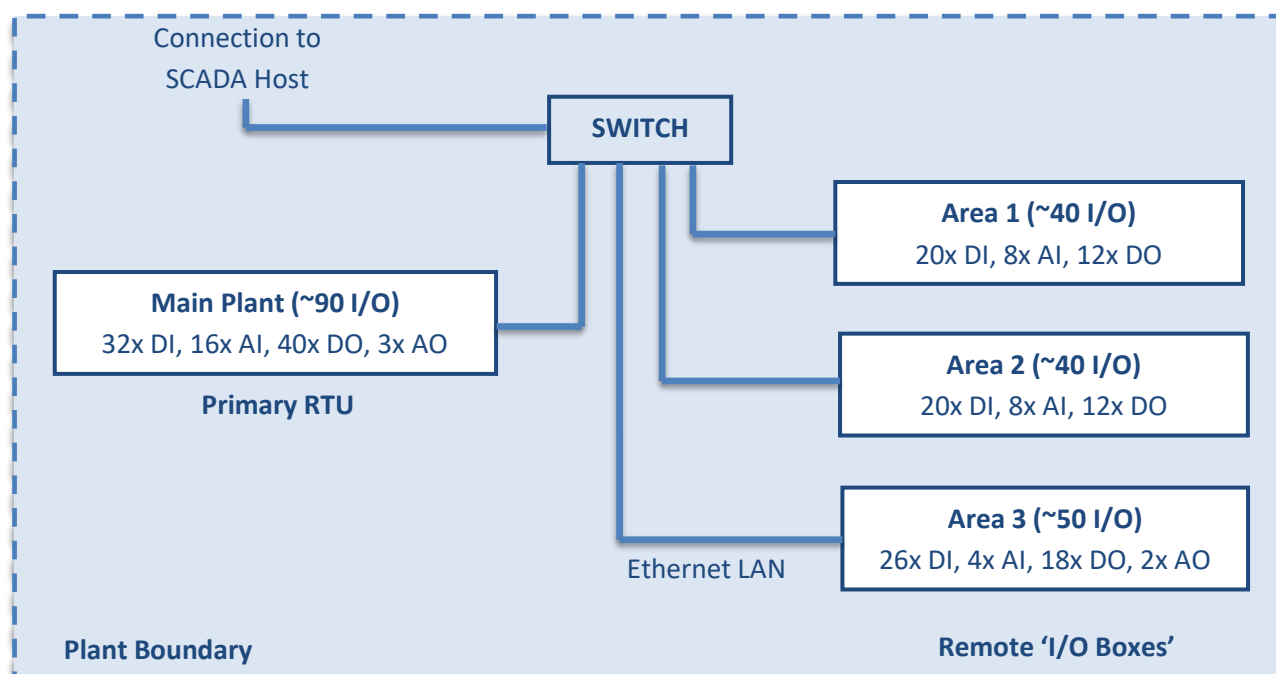 Connection to
SCADA Host
SWITCH
Area 1 (~40 I/O)
20x DI, 8x AI, 12x DO
Main Plant (~90 I/O)
32x DI, 16x AI, 40x DO, 3x AO
Primary RTU
Area 2 (~40 I/O)
20x DI, 8x AI, 12x DO
Area 3 (~50 I/O)
26x DI, 4x AI, 18x DO, 2x AO
Ethernet LAN
Plant Boundary
Remote ‘I/O Boxes’